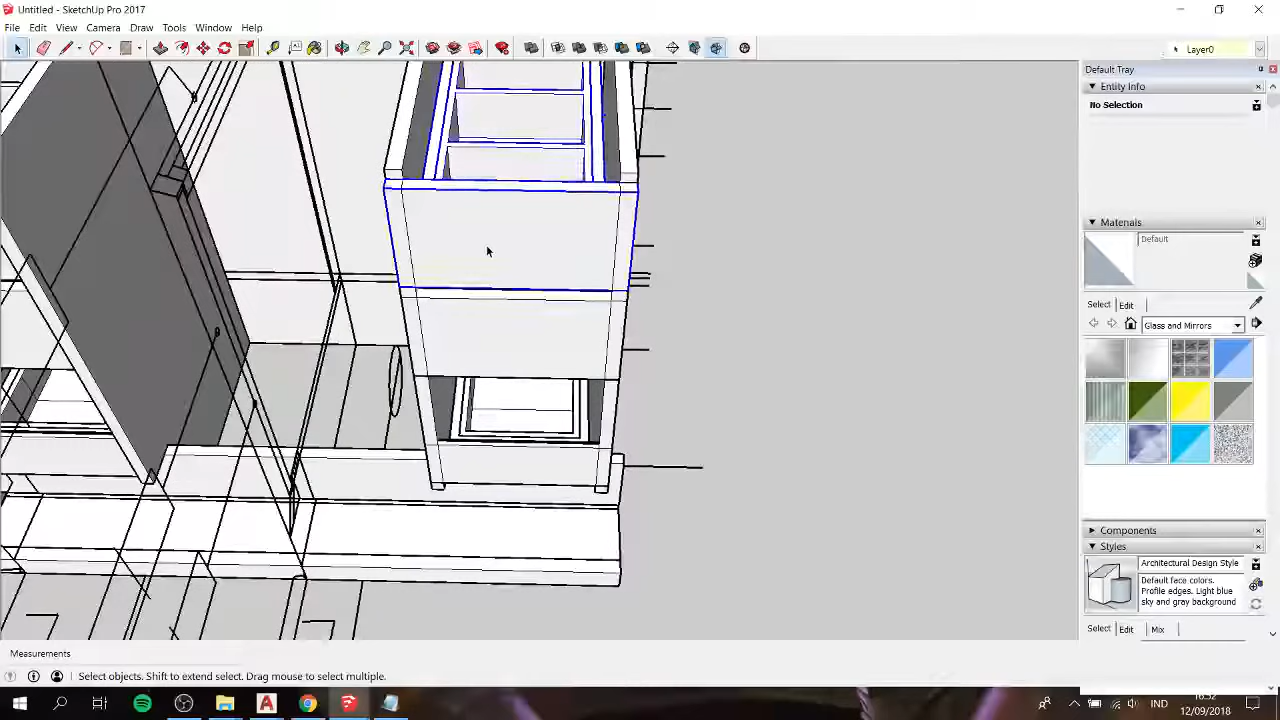 Untitled - SketchUp Pro 2017
File Edit View Camera Draw Tools Window Help
Layer0
Default Tray
Entity Info
No Selection
Materials
Default
Select Edit
Glass and Mirrors
Components
Styles
Architectural Design Style
Default face colors.
Profile edges. Light blue
sky and gray background
Select Edit Mix
Measurements
Select objects. Shift to extend select. Drag mouse to select multiple.
IND
16:52
12/09/2018